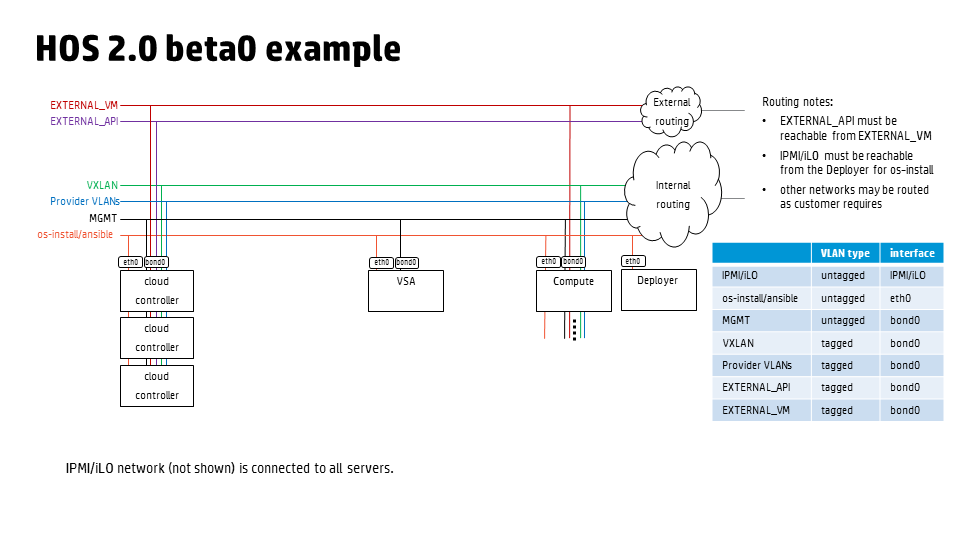 HOS 2.0 beta0 example
EXTERNAL_VM
EXTERNAL_API
VXLAN
Provider VLANs
MGMT
os-install/ansible
External
routing
Internal
routing
eth0
bond0
cloud
controller
cloud
controller
cloud
controller
eth0
bond0
VSA
eth0
bond0
Compute
eth0
Deployer
Routing notes:
• EXTERNAL_API must be
reachable from EXTERNAL_VM
• IPMI/iLO must be reachable
from the Deployer for os-install
• other networks may be routed
as customer requires
VLAN type interface
IPMI/iLO untagged IPMI/iLO
os-install/ansible untagged eth0
MGMT untagged bond0
VXLAN tagged bond0
Provider VLANs tagged bond0
EXTERNAL_API tagged bond0
EXTERNAL_VM tagged bond0
IPMI/iLO network (not shown) is connected to all servers.